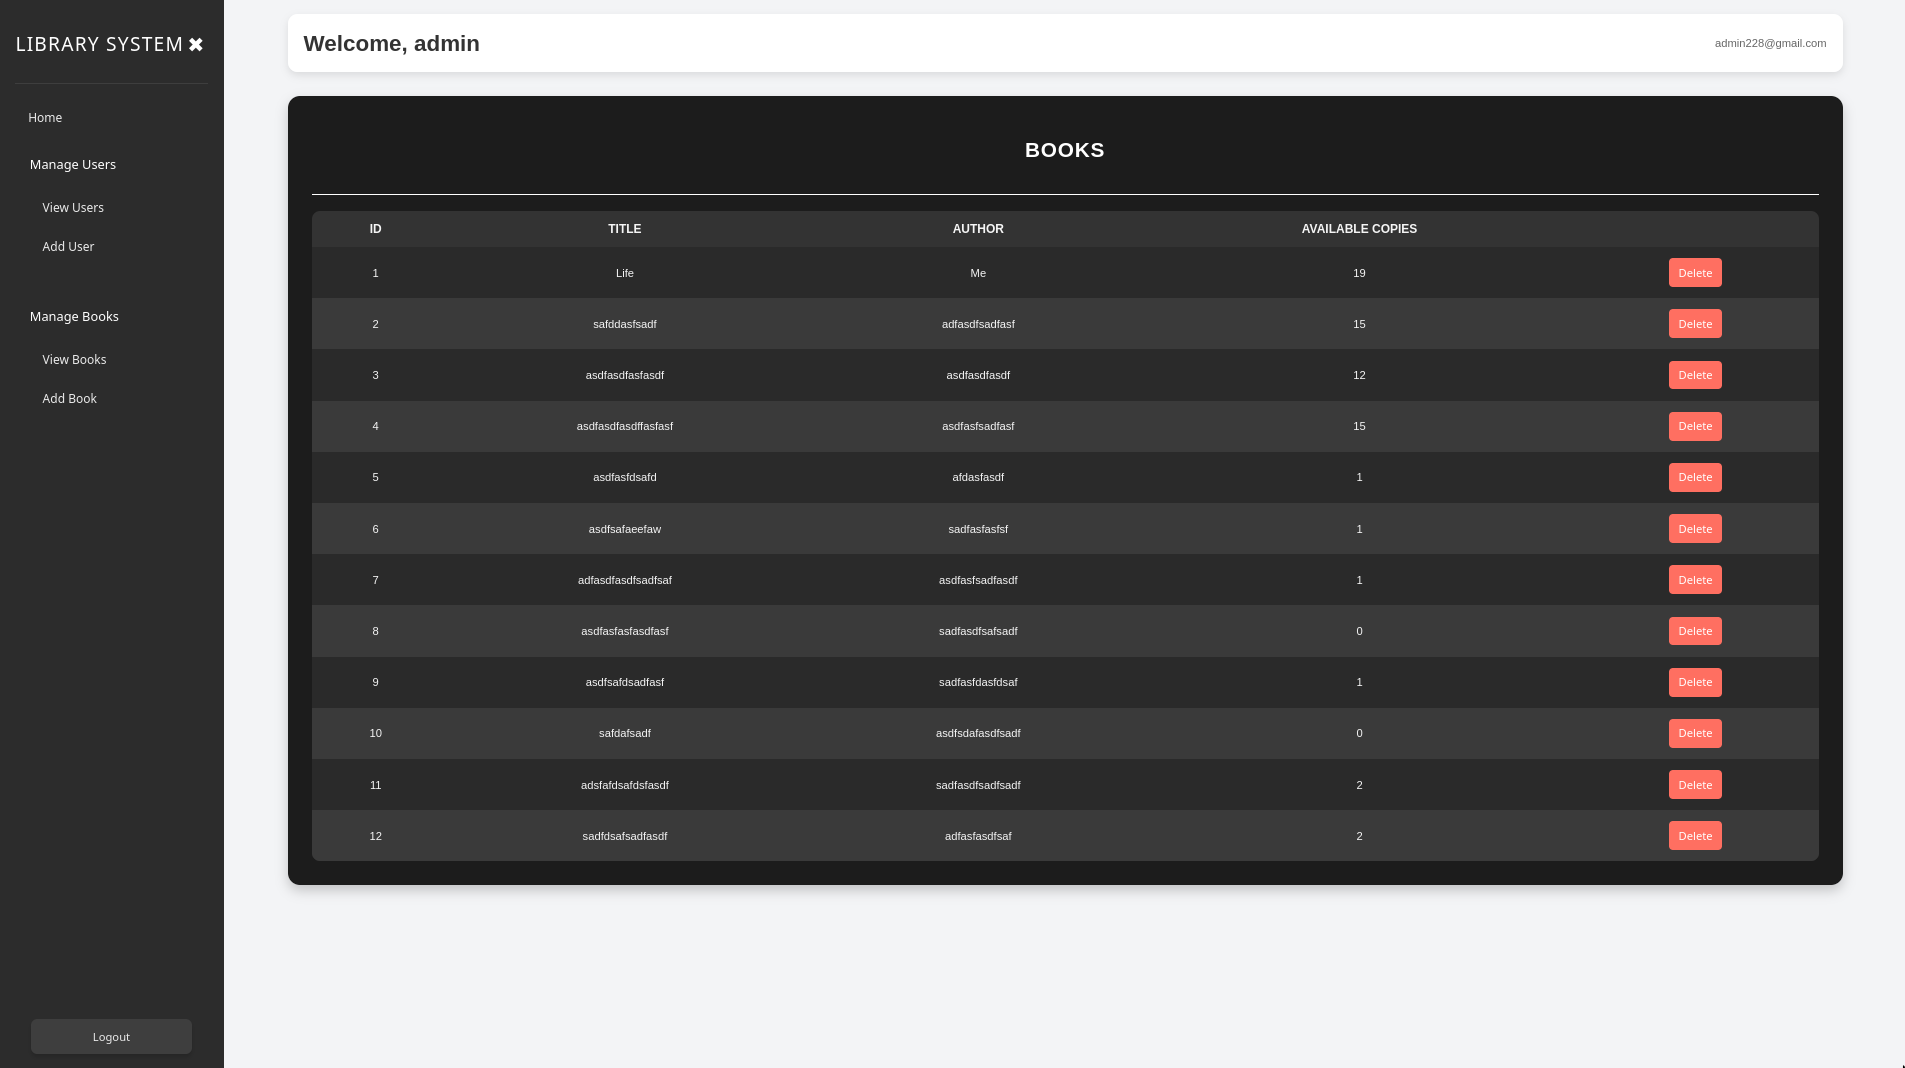 LIBRARY SYSTEM ✖
Home
Manage Users
View Users
Add User
Manage Books
View Books
Add Book
Logout
Welcome, admin
admin228@gmail.com
BOOKS
ID TITLE AUTHOR AVAILABLE COPIES
1 Life Me 19 Delete
2 safddasfsadf adfasdfsadfasf 15 Delete
3 asdfasdfasfasdf asdfasdfasdf 12 Delete
4 asdfasdfasdffasfasf asdfasfsadfasf 15 Delete
5 asdfasfdsafd afdasfasdf 1 Delete
6 asdfsafaeefaw sadfasfasfsf 1 Delete
7 adfasdfasdfsadfsaf asdfasfsadfasdf 1 Delete
8 asdfasfasfasdfasf sadfasdfsafsadf 0 Delete
9 asdfsafdsadfasf sadfasfdasfdsaf 1 Delete
10 safdafsadf asdfsdafasdfsadf 0 Delete
11 adsfafdsafdsfasdf sadfasdfsadfsadf 2 Delete
12 sadfdsafsadfasdf adfasfasdfsaf 2 Delete